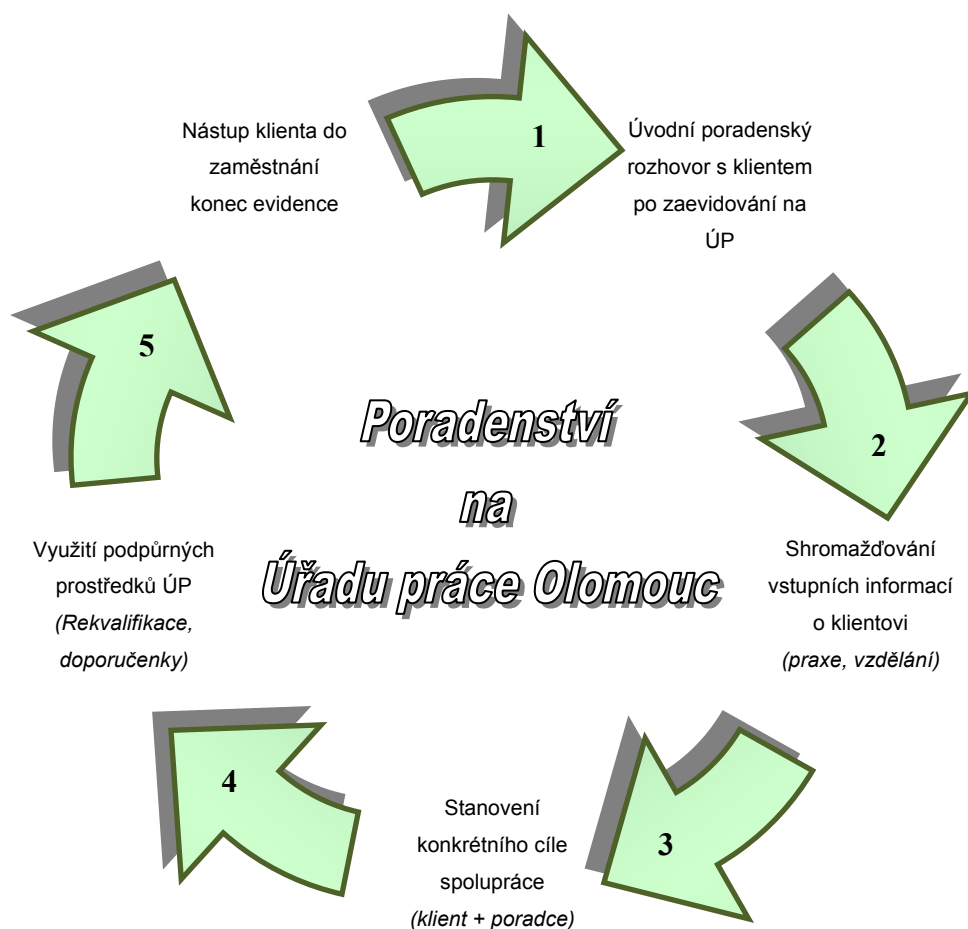 1
Úvodní poradenský
rozhovor s klientem
po zaevidování na
ÚP
2
Shromažďování
vstupních informací
o klientovi
(praxe, vzdělání)
3
Stanovení
konkrétního cíle
spolupráce
(klient + poradce)
4
Využití podpůrných
prostředků ÚP
(Rekvalifikace,
doporučenky)
5
Nástup klienta do
zaměstnání
konec evidence
Poradenství
na
Úřadu práce Olomouc